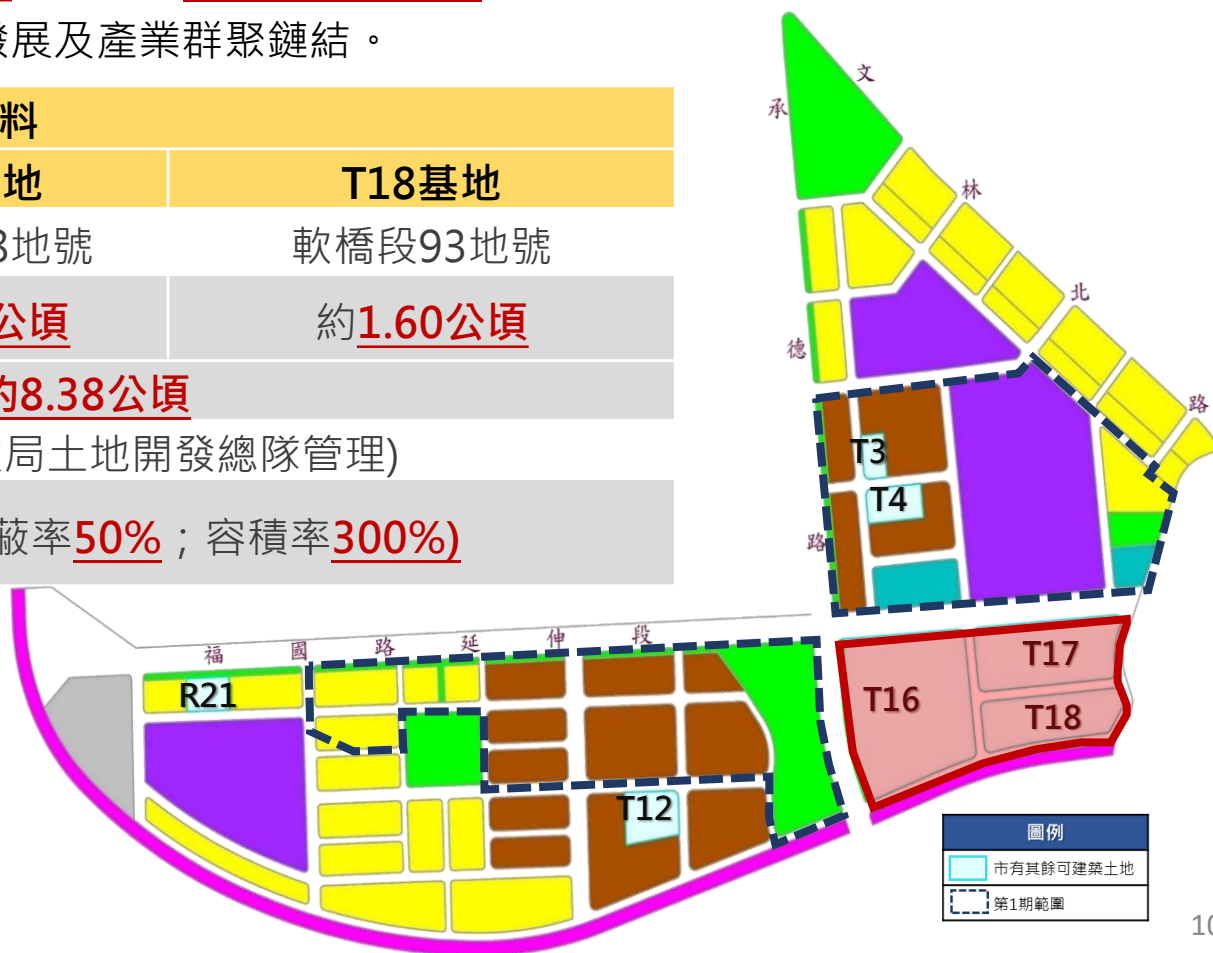 發展及產業群聚鏈結。
料
地
T18基地
3地號
軟橋段93地號
公頃
約1.60公頃
約8.38公頃
局土地開發總隊管理)
蔽率50%；容積率300%)
文
承
林
北
德
路
路
T3
T4
福國路延伸段
R21
T12
T16
T17
T18
圖例
市有其餘可建築土地
第1期範圍
10